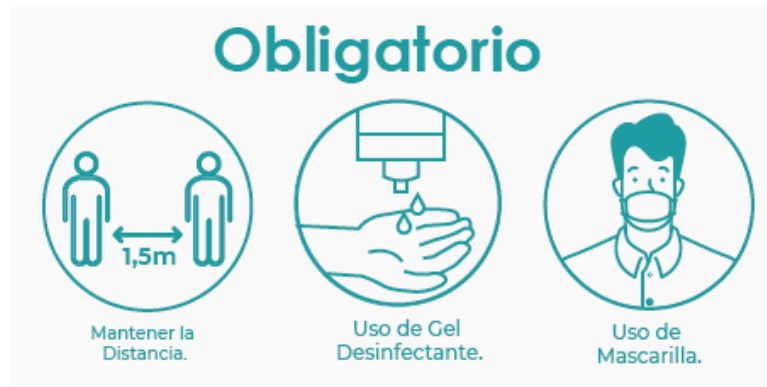 Obligatorio
1,5m
Mantener la
Distancia.
Uso de Gel
Desinfectante.
Uso de
Mascarilla.